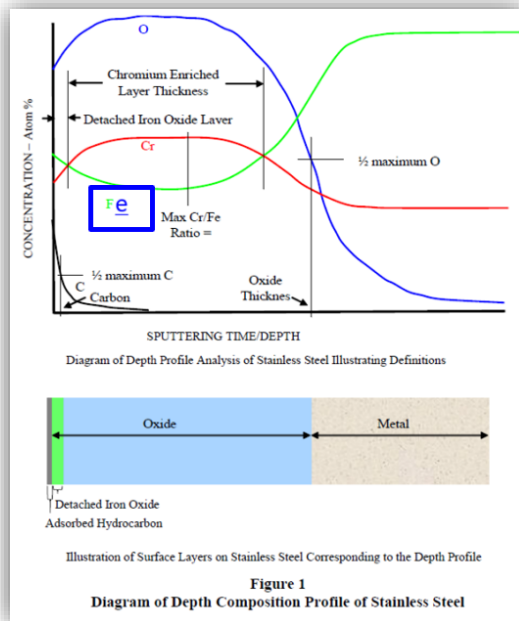 O
Chromium Enriched
Layer Thickness
Detached Iron Oxide Laver
Cr
½ maximum O
Fe
Max Cr/Fe
Ratio =
CONCENTRATION – Atom %
½ maximum C
C
Carbon
Oxide
Thicknes
SPUTTERING TIME/DEPTH
Diagram of Depth Profile Analysis of Stainless Steel Illustrating Definitions
Oxide
Metal
Detached Iron Oxide
Adsorbed Hydrocarbon
Illustration of Surface Layers on Stainless Steel Corresponding to the Depth Profile
Figure 1
Diagram of Depth Composition Profile of Stainless Steel